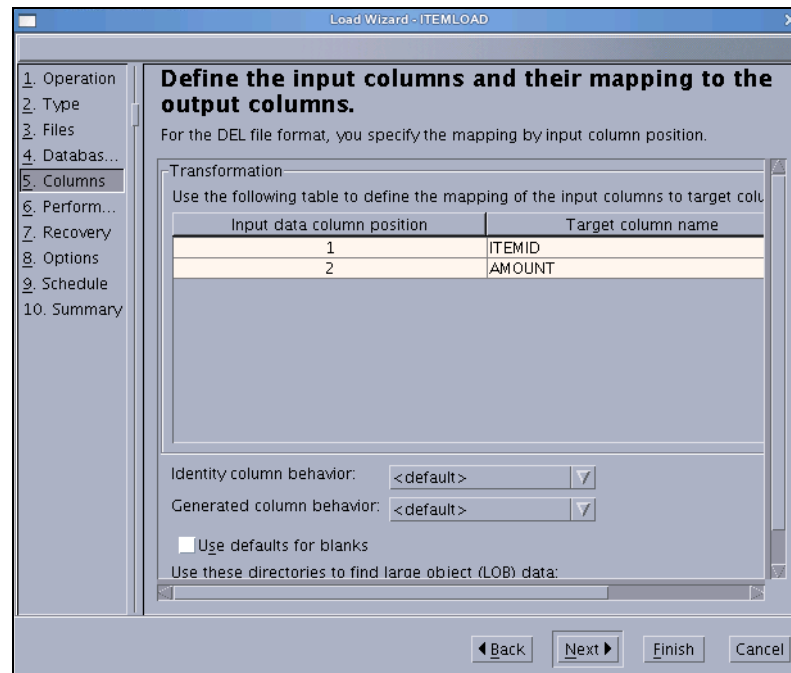 Load Wizard - ITEMLOAD
1. Operation
2. Type
3. Files
4. Databas...
5. Columns
6. Perform...
7. Recovery
8. Options
9. Schedule
10. Summary
Define the input columns and their mapping to the
output columns.
For the DEL file format, you specify the mapping by input column position.
Transformation
Use the following table to define the mapping of the input columns to target colu
Input data column position Target column name
1 ITEMID
2 AMOUNT
Identity column behavior: <default>
Generated column behavior: <default>
Use defaults for blanks
Use these directories to find large object (LOB) data:
Back Next Finish Cancel